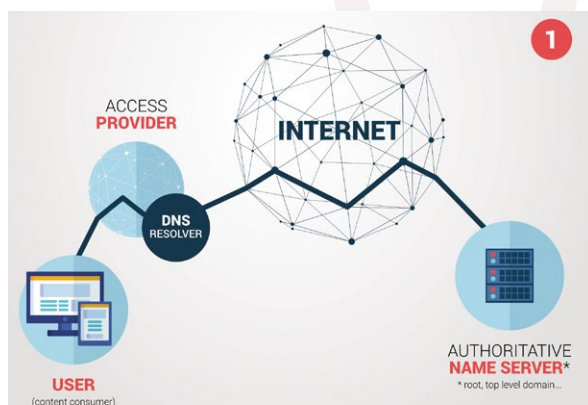 1
ACCESS
PROVIDER
INTERNET
DNS
RESOLVER
USER
(content consumer)
AUTHORITATIVE
NAME SERVER*
* root, top level domain...